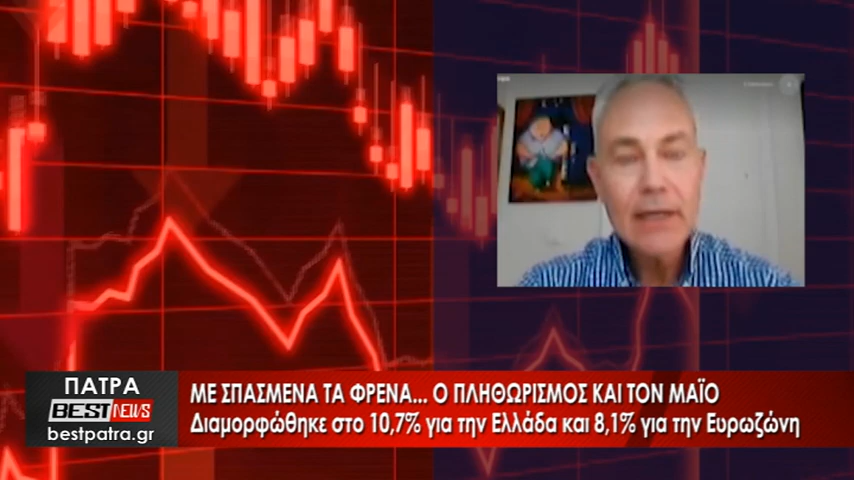 ΠΑΤΡΑ
BEST NEWS
bestpatra.gr
ΜΕ ΣΠΑΣΜΕΝΑ ΤΑ ΦΡΕΝΑ... Ο ΠΛΗΘΩΡΙΣΜΟΣ ΚΑΙ ΤΟΝ ΜΑΪΟ
Διαμορφώθηκε στο 10,7% για την Ελλάδα και 8,1% για την Ευρωζώνη